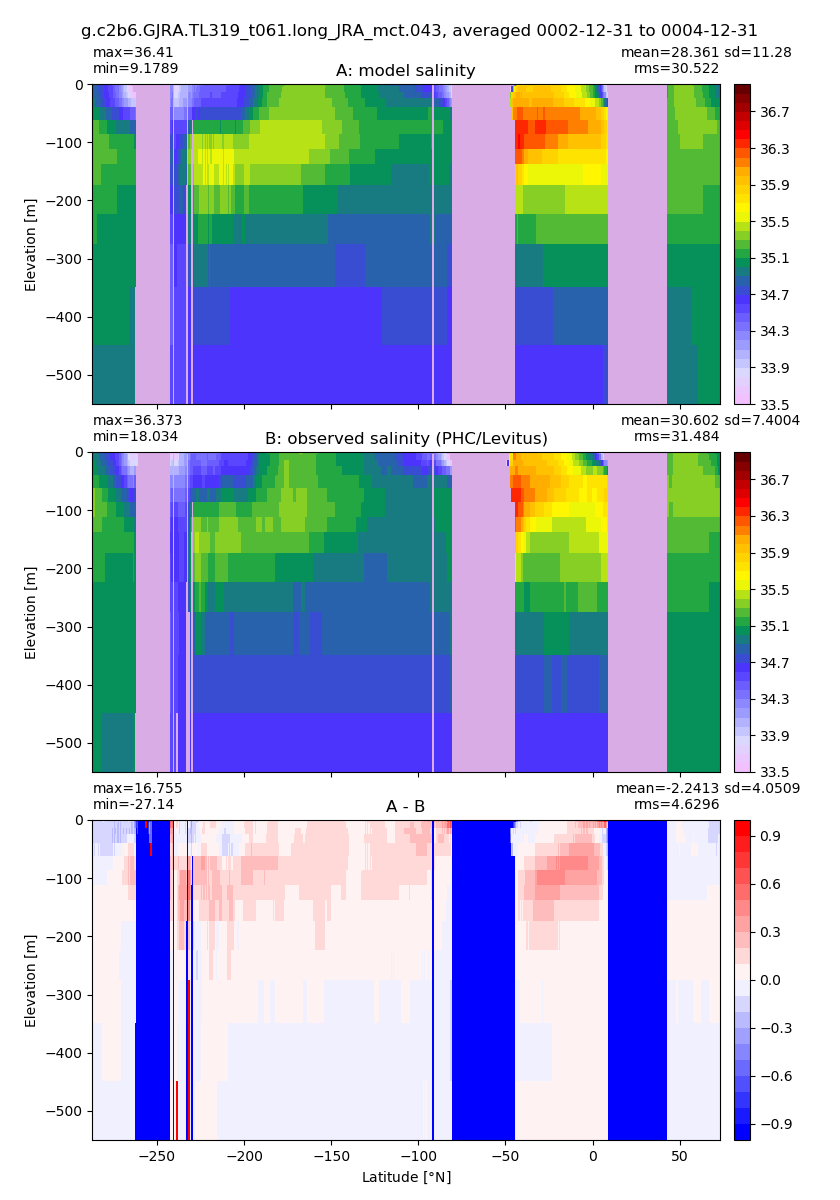 g.c2b6.GJRA.TL319_t061.long_JRA_mct.043, averaged 0002-12-31 to 0004-12-31
max=36.41
min=9.1789
A: model salinity
mean=28.361 sd=11.28
rms=30.522
0
−100
−200
−300
−400
−500
Elevation [m]
36.7
36.3
35.9
35.5
35.1
34.7
34.3
33.9
33.5
max=36.373
min=18.034
B: observed salinity (PHC/Levitus)
mean=30.602 sd=7.4004
rms=31.484
0
−100
−200
−300
−400
−500
Elevation [m]
36.7
36.3
35.9
35.5
35.1
34.7
34.3
33.9
33.5
max=16.755
min=-27.14
A - B
mean=-2.2413 sd=4.0509
rms=4.6296
0
−100
−200
−300
−400
−500
Elevation [m]
0.9
0.6
0.3
0.0
−0.3
−0.6
−0.9
−250
−200
−150
−100
−50
0
50
Latitude [°N]